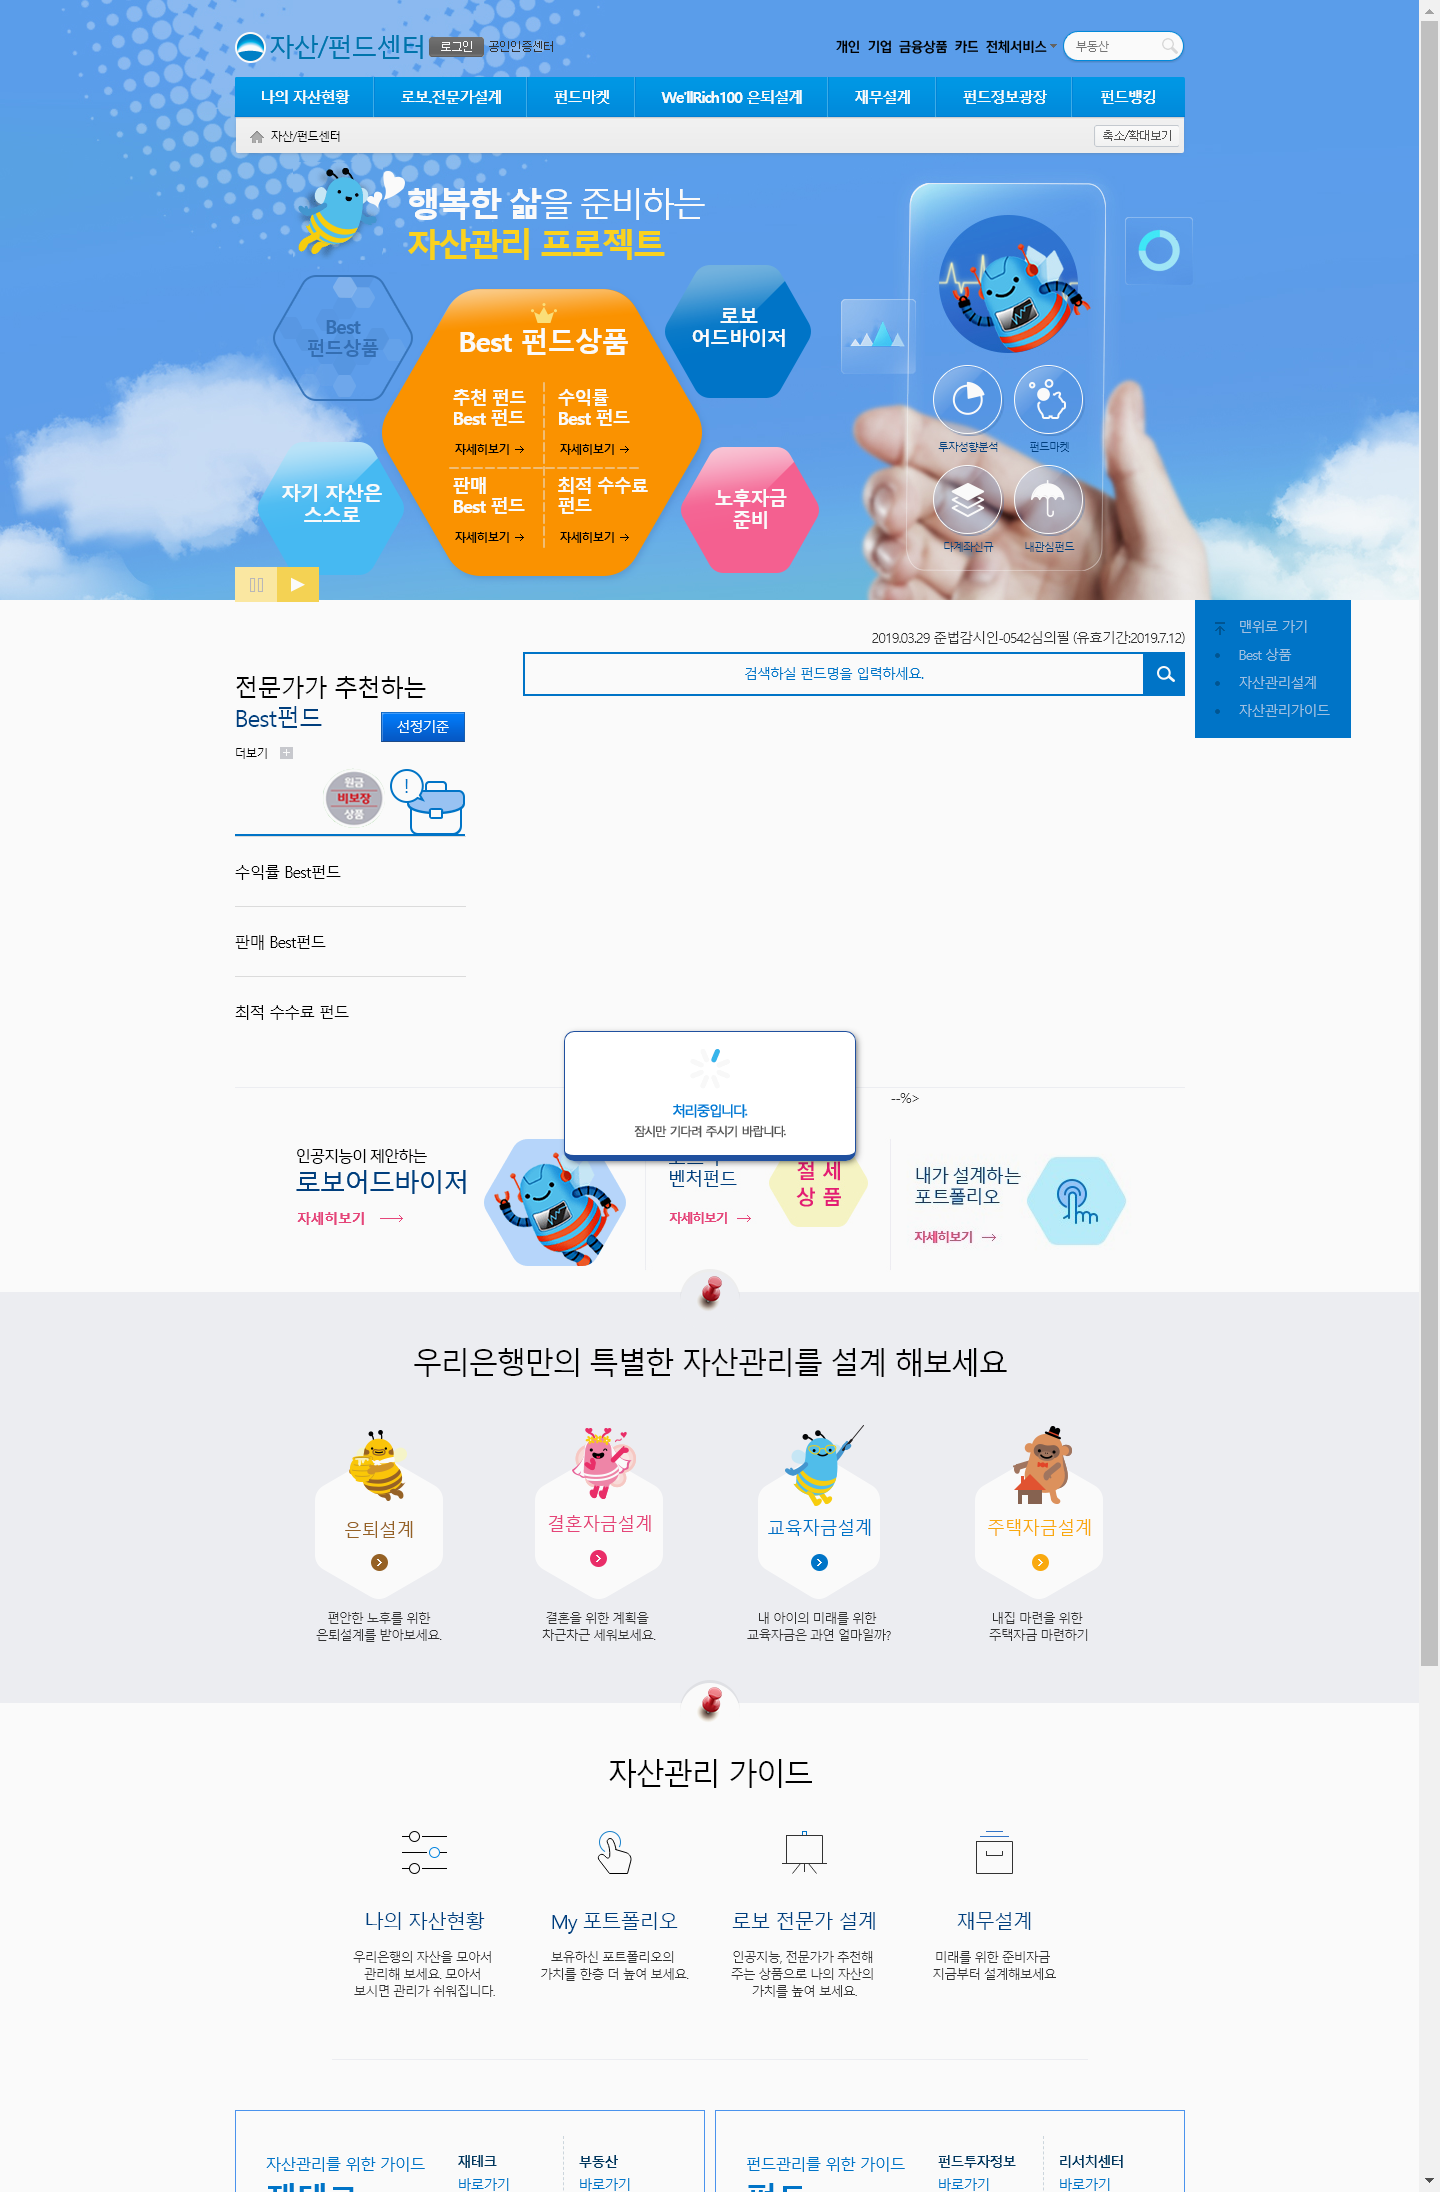 자산/펀드센터
로그인
공인인증센터
개인 기업 금융상품 카드 전체서비스
부동산
나의 자산현황
로보.전문가설계
펀드마켓
We'llRich100 은퇴설계
재무설계
펀드정보광장
펀드뱅킹
자산/펀드센터
축소/확대보기
행복한 삶을 준비하는
자산관리 프로젝트
Best
펀드상품
Best 펀드상품
추천 펀드
Best 펀드
자세히보기
수익률
Best 펀드
자세히보기
판매
Best 펀드
자세히보기
최적 수수료
펀드
자세히보기
로보
어드바이저
자기 자산은
스스로
노후자금
준비
투자성향분석
펀드마켓
다계좌신규
내관심펀드
맨위로 가기
Best 상품
자산관리설계
자산관리가이드
2019.03.29 준법감시인-0542심의필 (유효기간:2019.7.12)
검색하실 펀드명을 입력하세요.
전문가가 추천하는
Best펀드
선정기준
더보기
원금
비보장
상품
수익률 Best펀드
판매 Best펀드
최적 수수료 펀드
처리중입니다.
잠시만 기다려 주시기 바랍니다.
--%>
인공지능이 제안하는
로보어드바이저
자세히보기
벤처펀드
자세히보기
절 세
상 품
내가 설계하는
포트폴리오
자세히보기
우리은행만의 특별한 자산관리를 설계 해보세요
은퇴설계
편안한 노후를 위한
은퇴설계를 받아보세요.
결혼자금설계
결혼을 위한 계획을
차근차근 세워보세요.
교육자금설계
내 아이의 미래를 위한
교육자금은 과연 얼마일까?
주택자금설계
내집 마련을 위한
주택자금 마련하기
자산관리 가이드
나의 자산현황
우리은행의 자산을 모아서
관리해 보세요. 모아서
보시면 관리가 쉬워집니다.
My 포트폴리오
보유하신 포트폴리오의
가치를 한층 더 높여 보세요.
로보 전문가 설계
인공지능, 전문가가 추천해
주는 상품으로 나의 자산의
가치를 높여 보세요.
재무설계
미래를 위한 준비자금
지금부터 설계해보세요
자산관리를 위한 가이드
재테크
바로가기
부동산
바로가기
펀드관리를 위한 가이드
펀드투자정보
바로가기
리서치센터
바로가기